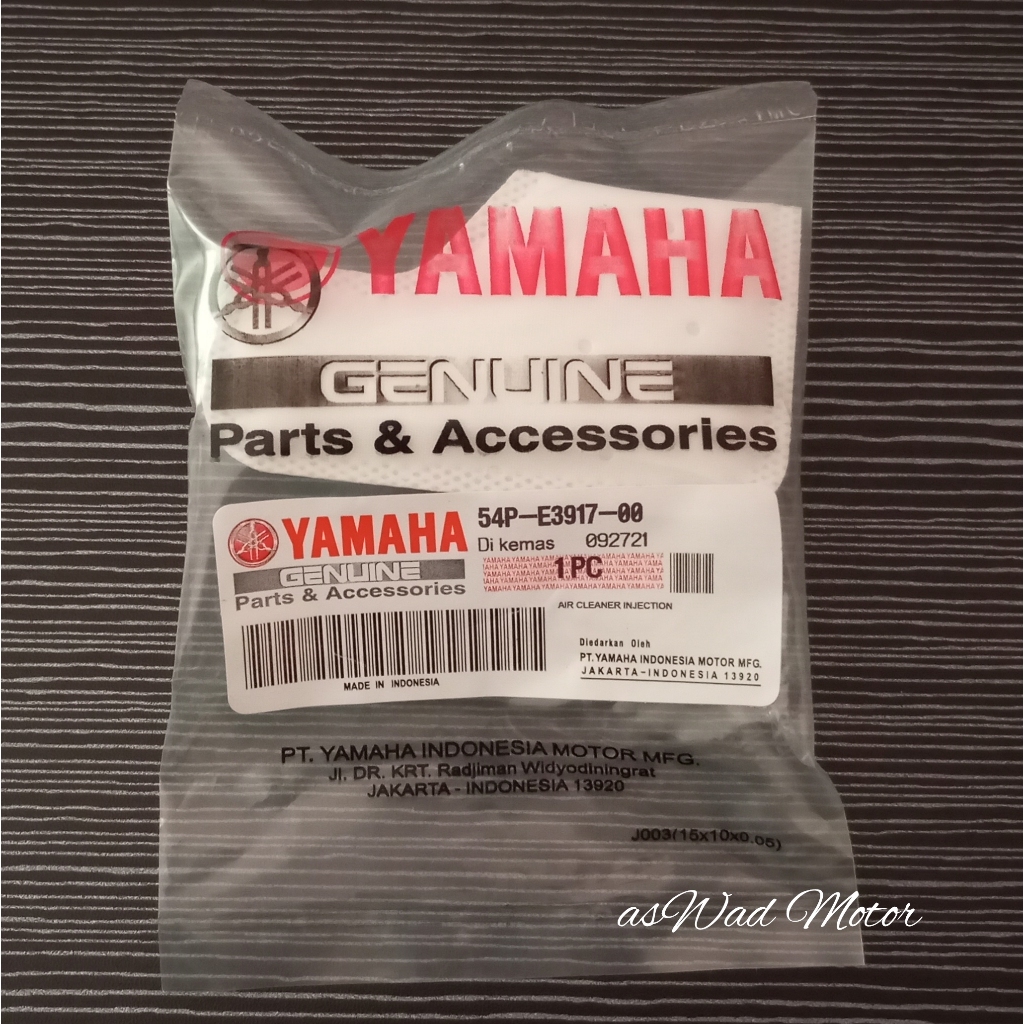 YAMAHA
GENUINE
Parts & Accessories
YAMAHA
GENUINE
Parts & Accessories
54P-E3917-00
Di kemas 092721
1 PC
AIR CLEANER INJECTION
MADE IN INDONESIA
Diedarkan Oleh
PT.YAMAHA INDONESIA MOTOR MFG.
JAKARTA-INDONESIA 13920
PT. YAMAHA INDONESIA MOTOR MFG.
Jl. DR. KRT. Radjiman Widyodiningrat
JAKARTA - INDONESIA 13920
J003(15x10x0.05)
asWad Motor